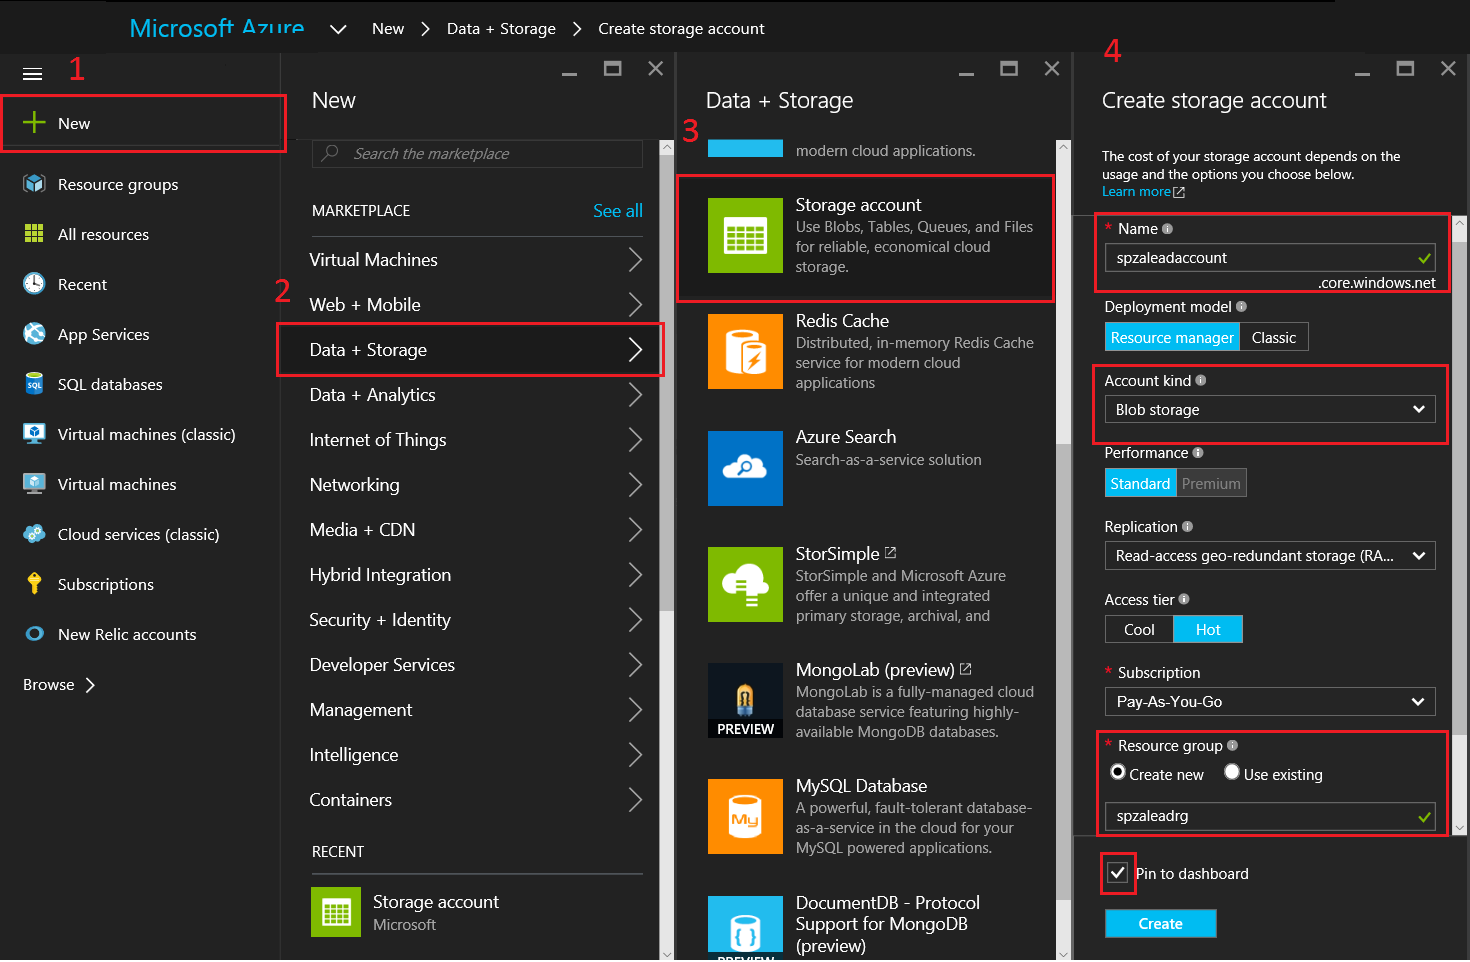 Microsoft Azure
New
Data + Storage
Create storage account
1
New
Resource groups
All resources
Recent
App Services
SQL databases
Virtual machines (classic)
Virtual machines
Cloud services (classic)
Subscriptions
New Relic accounts
Browse
New
Search the marketplace
MARKETPLACE
See all
Virtual Machines
2
Web + Mobile
Data + Storage
Data + Analytics
Internet of Things
Networking
Media + CDN
Hybrid Integration
Security + Identity
Developer Services
Management
Intelligence
Containers
RECENT
Storage account
Microsoft
Data + Storage
3
modern cloud applications.
Storage account
Use Blobs, Tables, Queues, and Files
for reliable, economical cloud
storage.
Redis Cache
Distributed, in-memory Redis Cache
service for modern cloud
applications
Azure Search
Search-as-a-service solution
StorSimple
StorSimple and Microsoft Azure
offer a unique and integrated
primary storage, archival, and
MongoLab (preview)
MongoLab is a fully-managed cloud
database service featuring highly-
available MongoDB databases.
PREVIEW
MySQL Database
A powerful, fault-tolerant database-
as-a-service in the cloud for your
MySQL powered applications.
My
DocumentDB - Protocol
Support for MongoDB
(preview)
PREVIEW
4
Create storage account
The cost of your storage account depends on the
usage and the options you choose below.
Learn more
* Name
spzaleadaccount
.core.windows.net
Deployment model
Resource manager
Classic
Account kind
Blob storage
Performance
Standard
Premium
Replication
Read-access geo-redundant storage (RA...
Access tier
Cool
Hot
* Subscription
Pay-As-You-Go
* Resource group
Create new
Use existing
spzaleadrg
Pin to dashboard
Create